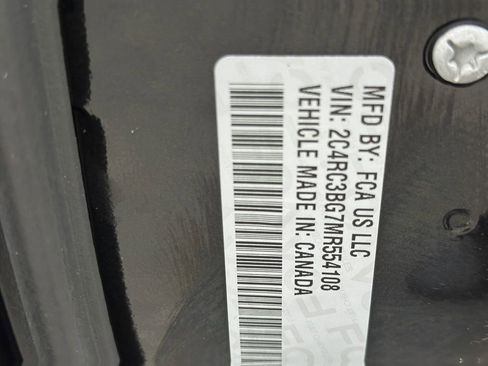 MFD BY: FCA US LLC
VIN: 2C4RC3BG7MR554108
VEHICLE MADE IN: CANADA